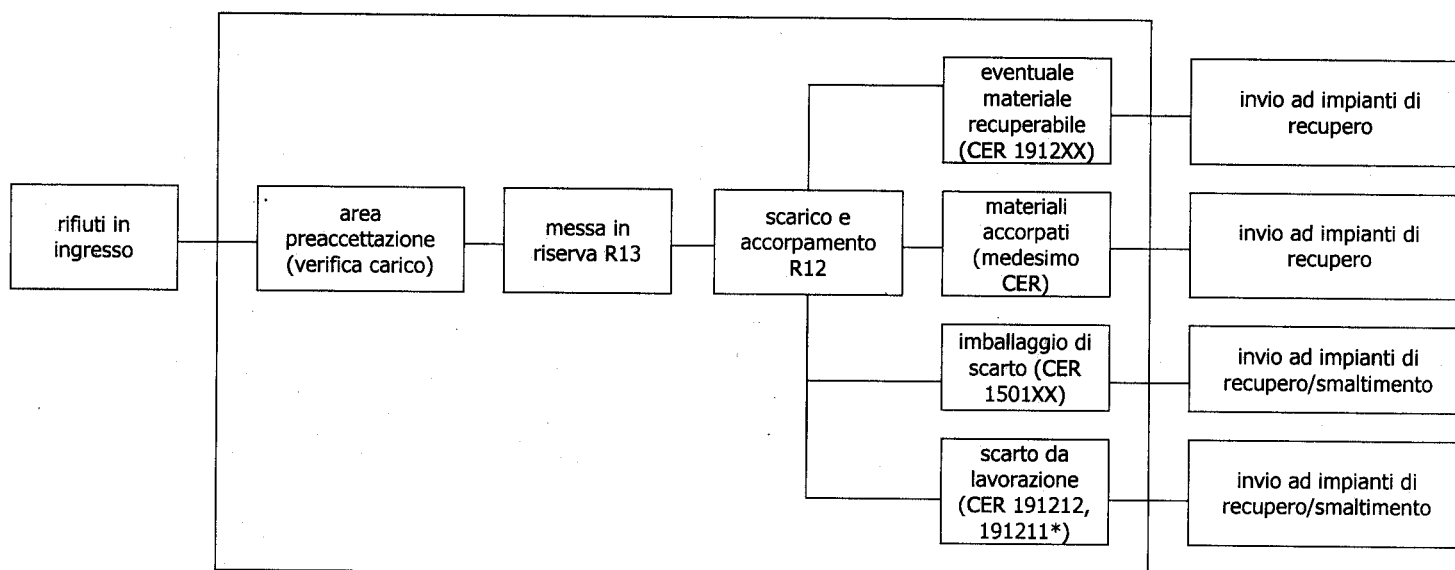 rifiuti in
ingresso
area
preaccettazione
(verifica carico)
messa in
riserva R13
scarico e
accorpamento
R12
eventuale
materiale
recuperabile
(CER 1912XX)
invio ad impianti di
recupero
materiali
accorpati
(medesimo
CER)
invio ad impianti di
recupero
imballaggio di
scarto (CER
1501XX)
invio ad impianti di
recupero/smaltimento
scarto da
lavorazione
(CER 191212,
191211*)
invio ad impianti di
recupero/smaltimento